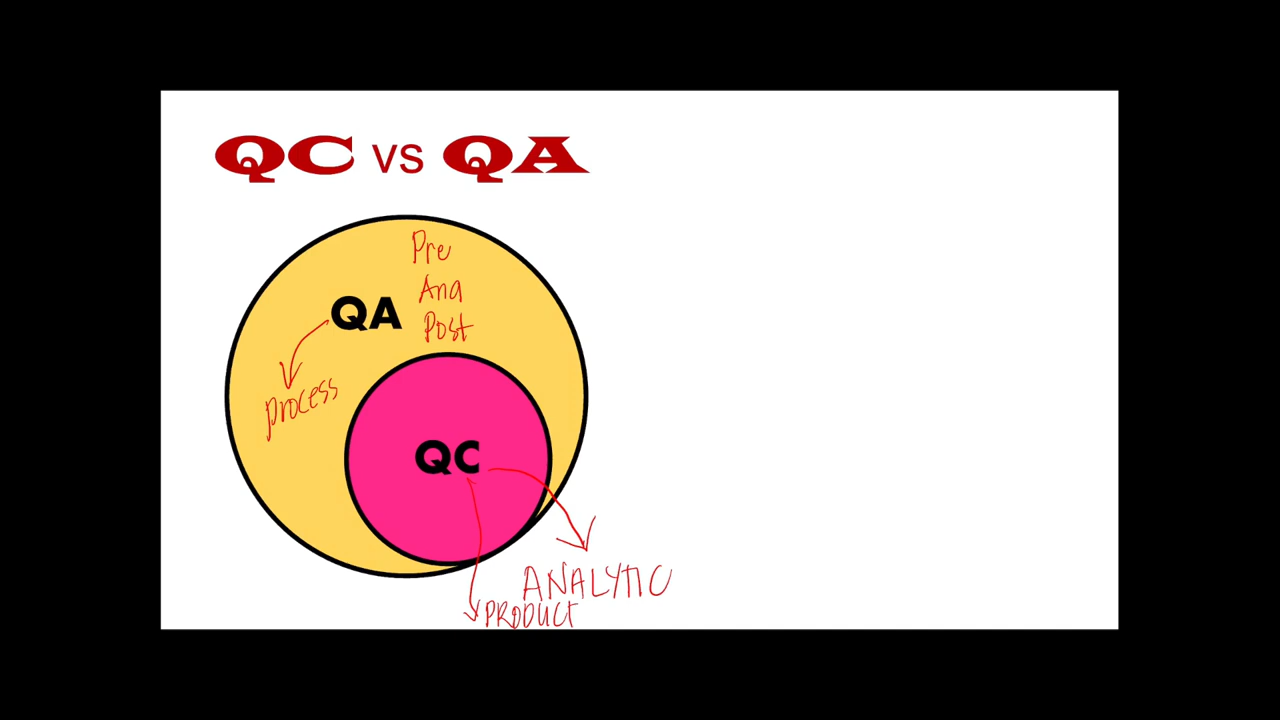 QC vs QA
Pre
Ana
Post
QA
process
QC
ANALYTIC
PRODUCT